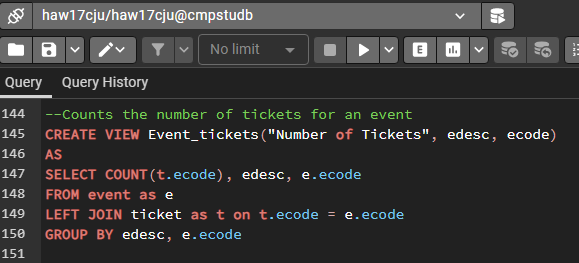 haw17cju/haw17cju@cmpstudb
No limit
E
Query Query History
144 --Counts the number of tickets for an event
145 CREATE VIEW Event_tickets("Number of Tickets", edesc, ecode)
146 AS
147 SELECT COUNT(t.ecode), edesc, e.ecode
148 FROM event as e
149 LEFT JOIN ticket as t on t.ecode = e.ecode
150 GROUP BY edesc, e.ecode
151